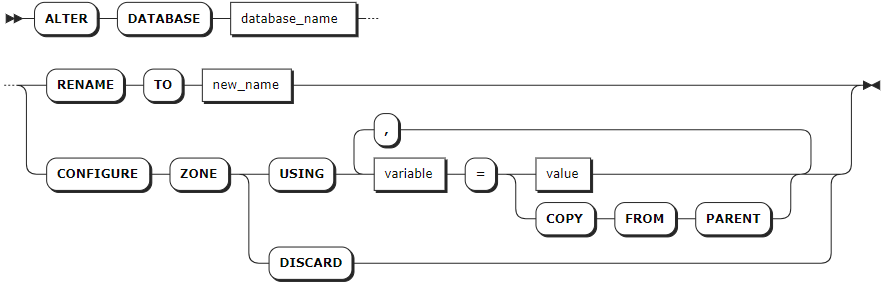 ALTER DATABASE database_name
RENAME TO new_name
,
CONFIGURE ZONE USING variable = value
COPY FROM PARENT
DISCARD